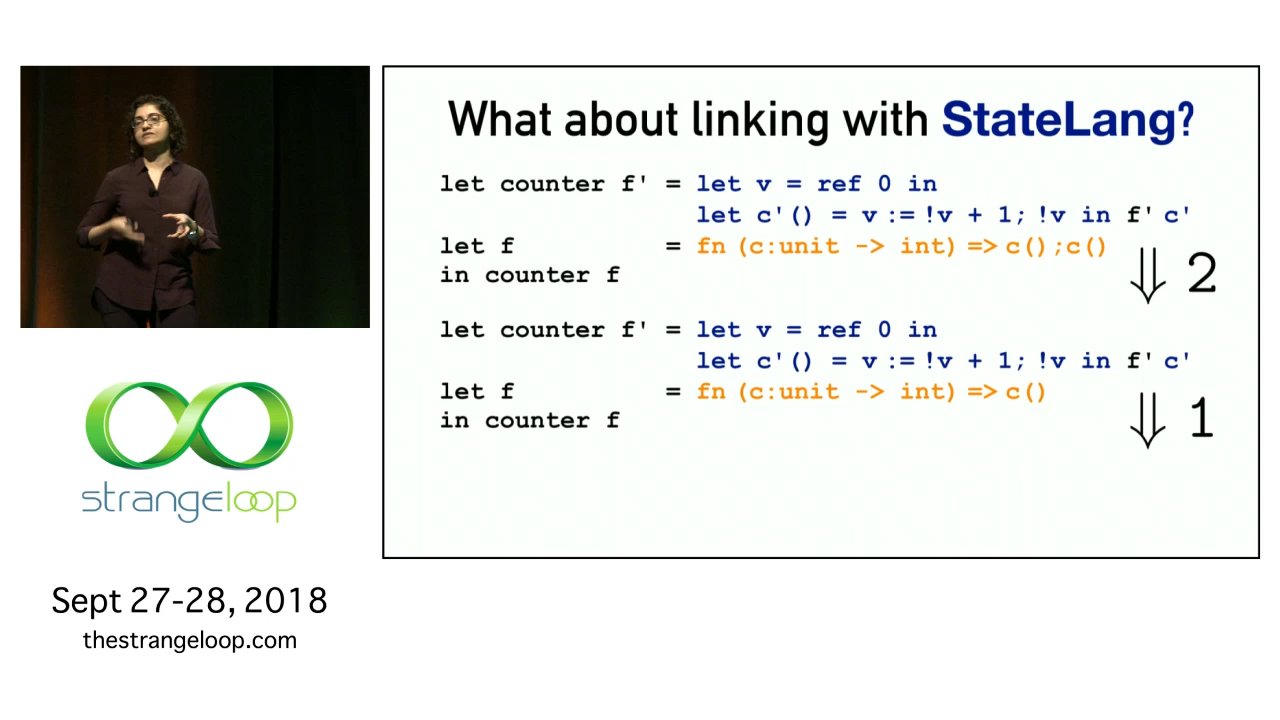 What about linking with StateLang?
let counter f' = let v = ref 0 in
let c'() = v := !v + 1; !v in f' c'
let f = fn (c:unit -> int) => c();c()
in counter f
⇓ 2
let counter f' = let v = ref 0 in
let c'() = v := !v + 1; !v in f' c'
let f = fn (c:unit -> int) => c()
in counter f
⇓ 1
strangeloop
Sept 27-28, 2018
thestrangeloop.com